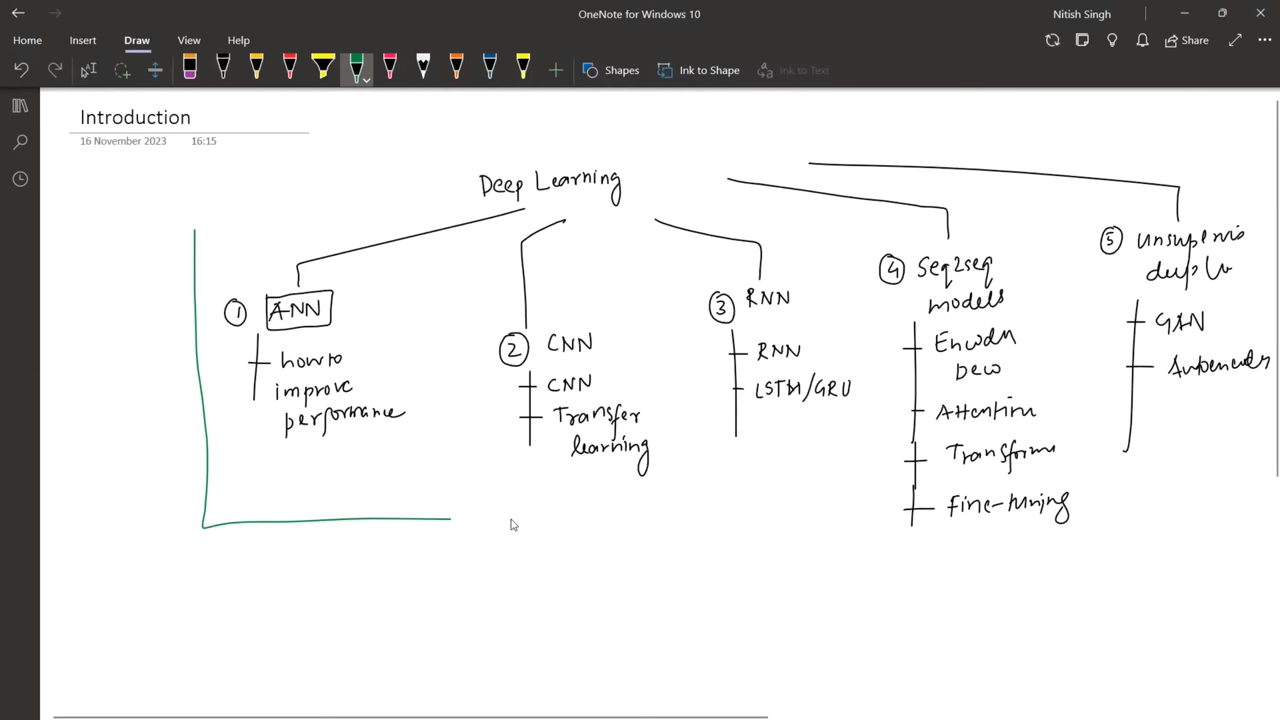 OneNote for Windows 10
Nitish Singh
Home Insert Draw View Help
Share
Shapes
Ink to Shape
Ink to Text
Introduction
16 November 2023 16:15
Deep Learning
① ANN
how to
improve
performance
② CNN
CNN
Transfer
learning
③ RNN
RNN
LSTM/GRU
④ Seq2seq
models
Attention
Fine-tuning
⑤
GAN